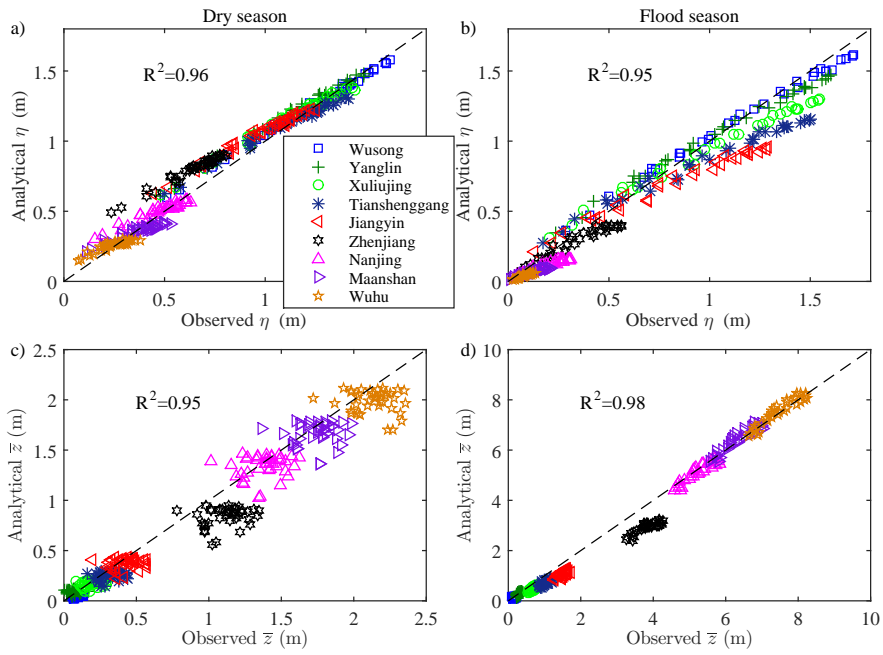 Dry season
Flood season
a)
b)
R²=0.96
R²=0.95
1.5
1
0.5
0
1.5
1
0.5
0
Analytical η (m)
Analytical η (m)
Wusong
Yanglin
Xuliujing
Tianshenggang
Jiangyin
Zhenjiang
Nanjing
Maanshan
Wuhu
0.5
1
0
0.5
1
1.5
Observed η (m)
Observed η (m)
c)
d)
R²=0.95
R²=0.98
2.5
2
1.5
1
0.5
0
10
8
6
4
2
0
Analytical z̅ (m)
Analytical z̅ (m)
0
0.5
1
1.5
2
2.5
0
2
4
6
8
10
Observed z̅ (m)
Observed z̅ (m)